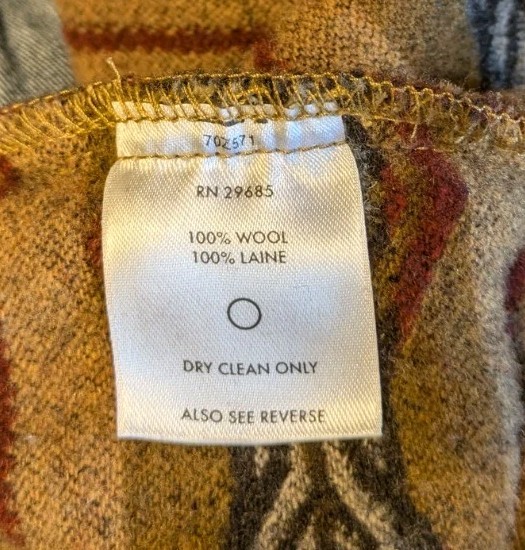 702571
RN 29685
100% WOOL
100% LAINE
DRY CLEAN ONLY
ALSO SEE REVERSE